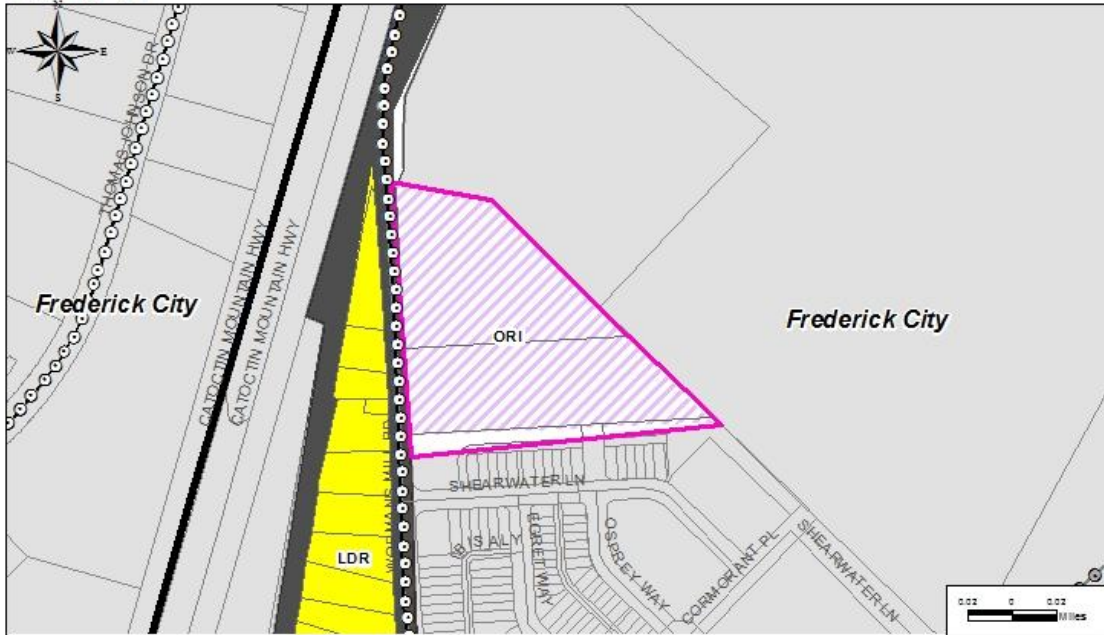 N
W E
S
THOMAS JOHNSON DR
CATOCTIN MOUNTAIN HWY
CATOCTIN MOUNTAIN HWY
Frederick City
Frederick City
ORI
LDR
WORMANS MILL RD
SHEARWATER LN
IBIS ALY
EGRET WAY
OSPREY WAY
CORMORANT PL
SHEARWATER LN
0.02 0 0.02
Miles